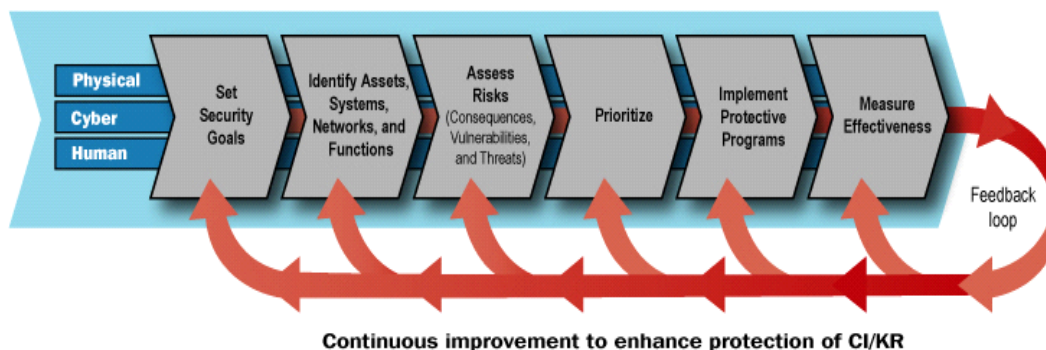 Physical
Cyber
Human
Set
Security
Goals
Identify Assets,
Systems,
Networks, and
Functions
Assess
Risks
(Consequences,
Vulnerabilities,
and Threats)
Prioritize
Implement
Protective
Programs
Measure
Effectiveness
Feedback
loop
Continuous improvement to enhance protection of CI/KR